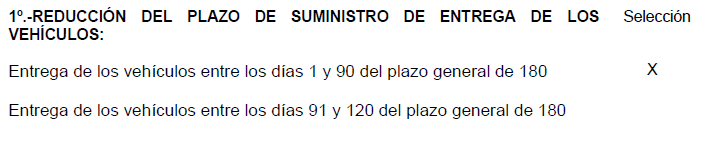 1º.-REDUCCIÓN DEL PLAZO DE SUMINISTRO DE ENTREGA DE LOS Selección
VEHÍCULOS:
Entrega de los vehículos entre los días 1 y 90 del plazo general de 180 X
Entrega de los vehículos entre los días 91 y 120 del plazo general de 180